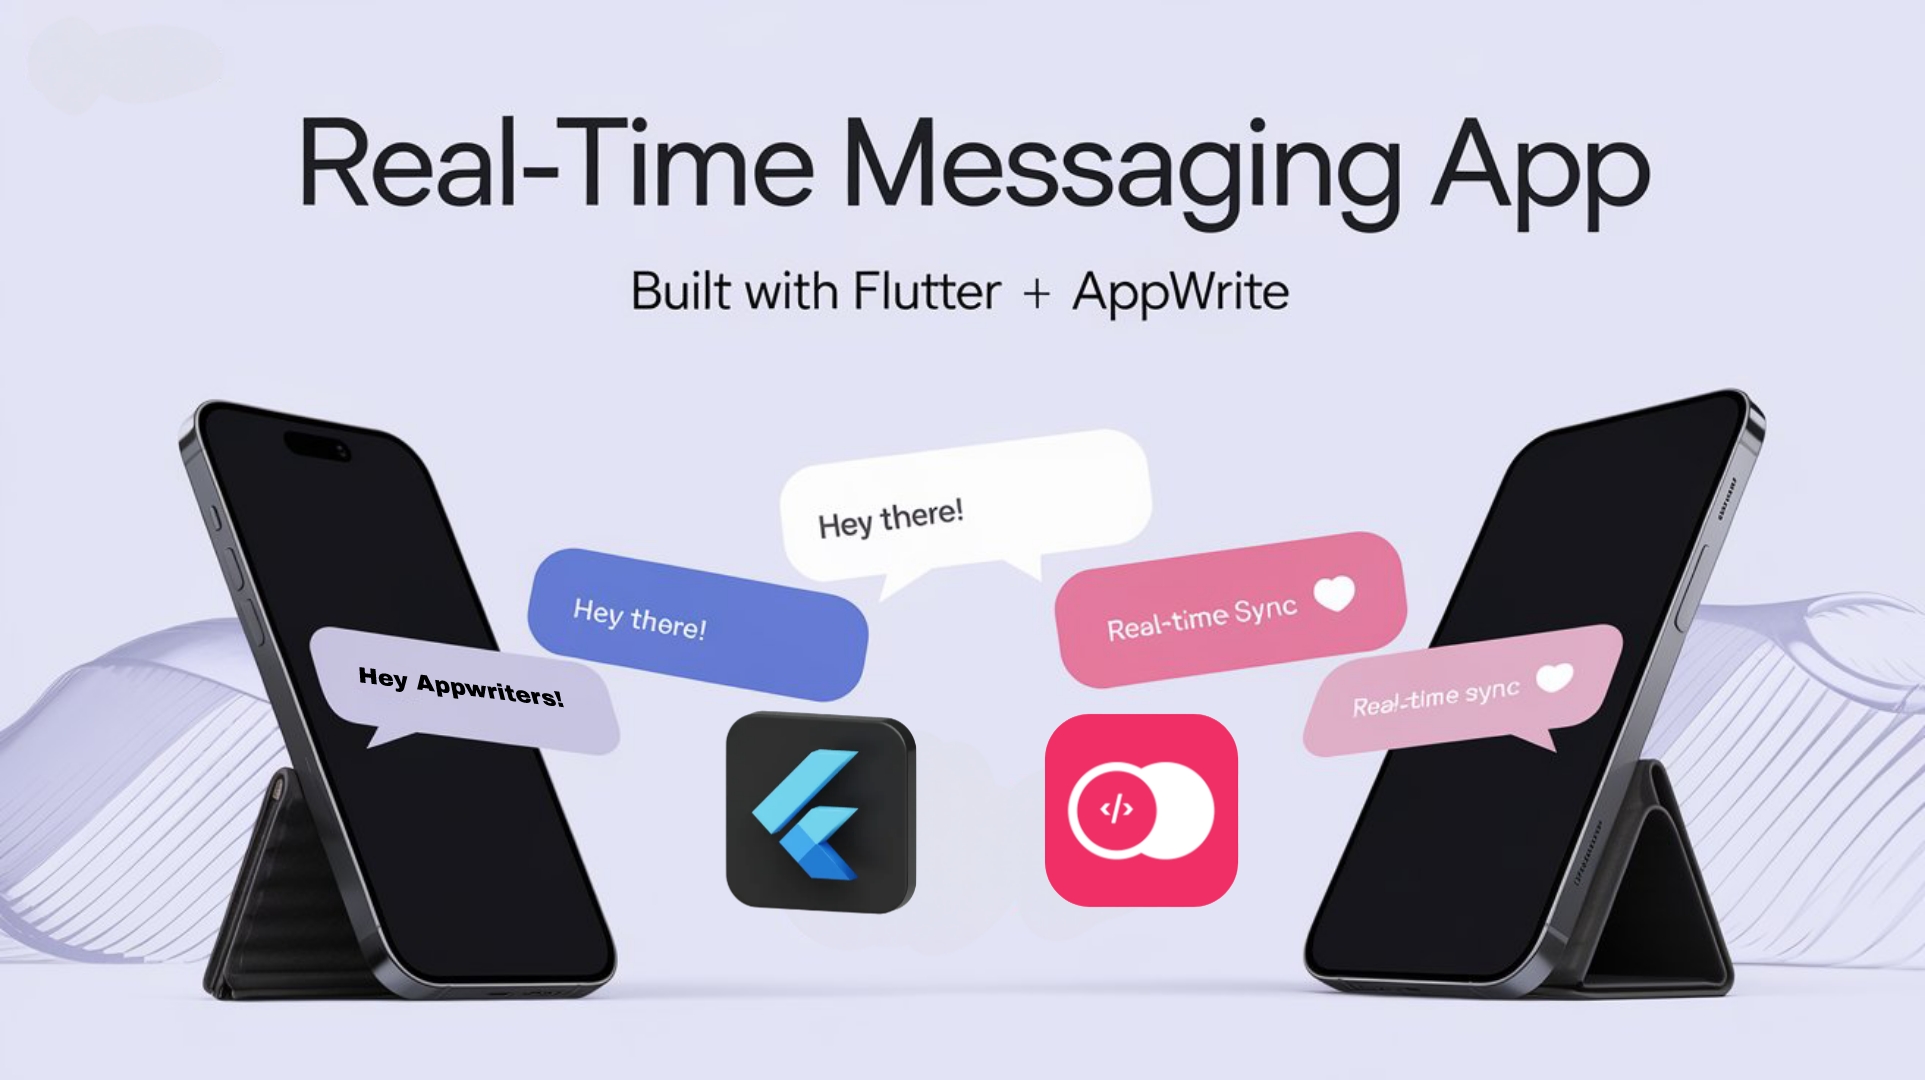 Real-Time Messaging App
Built with Flutter + AppWrite
Hey there!
Hey there!
Real-time Sync
Hey Appwriters!
Real-time sync
</>